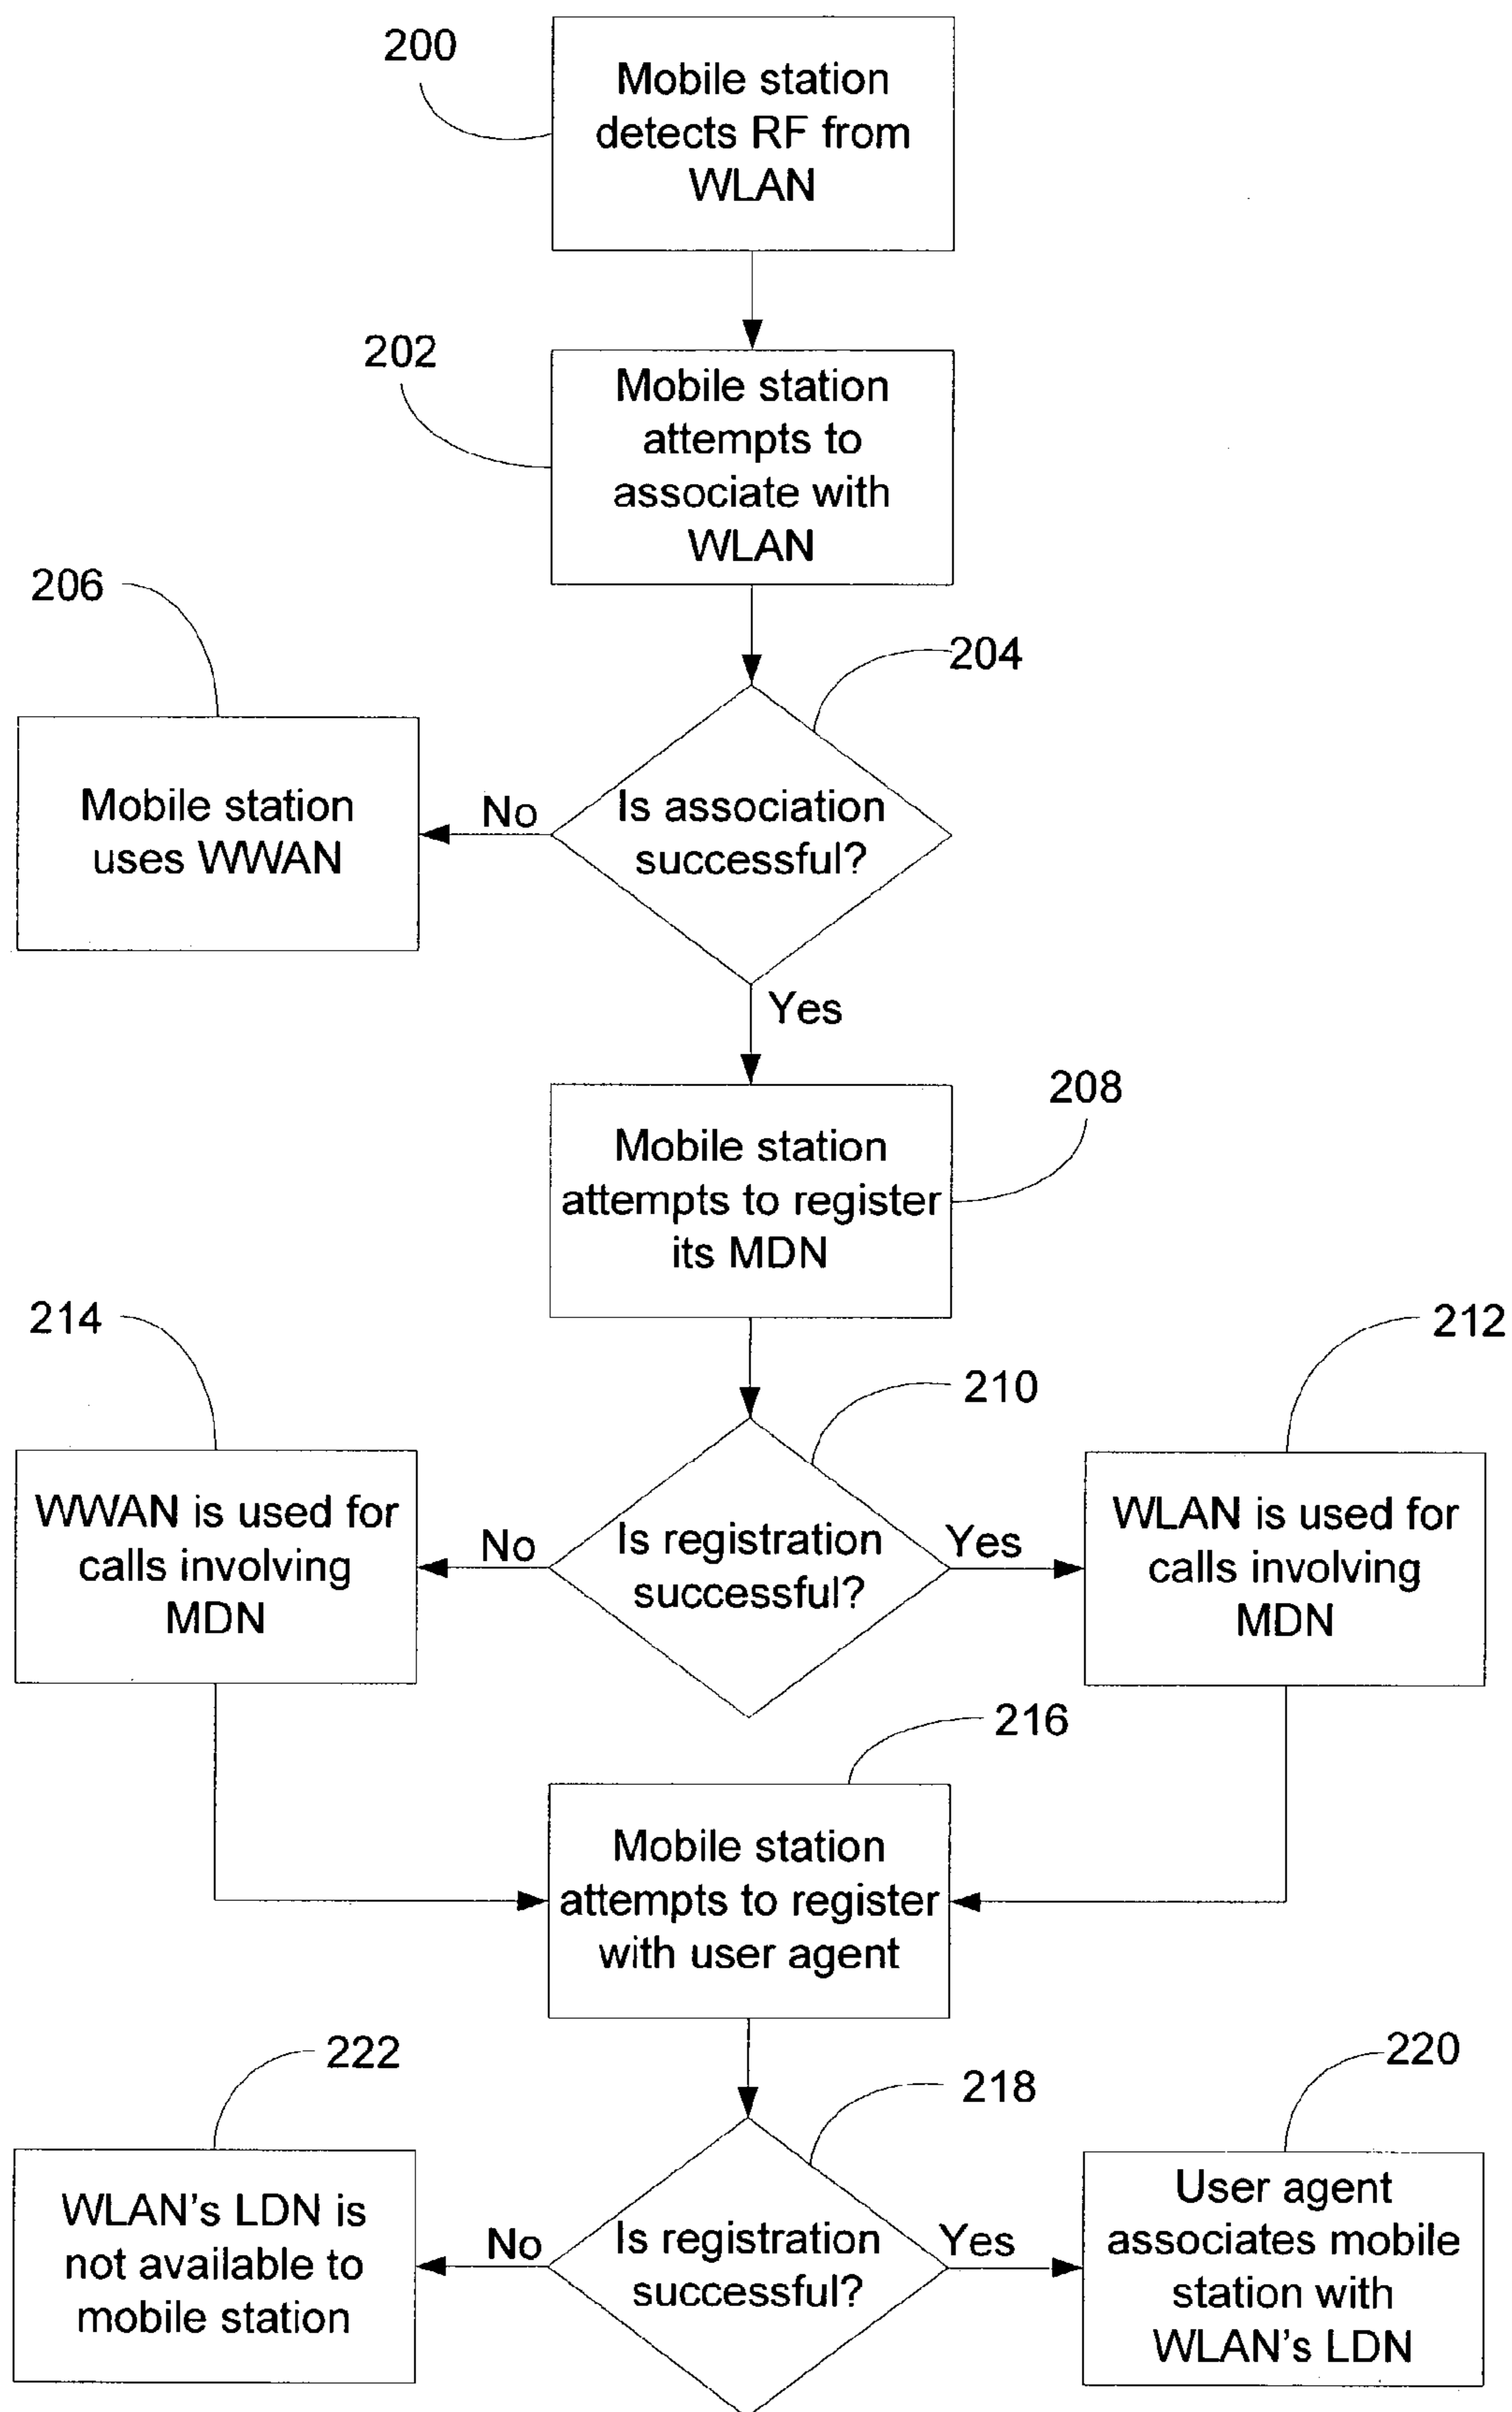 200
Mobile station
detects RF from
WLAN
202
Mobile station
attempts to
associate with
WLAN
206
204
Mobile station
uses WWAN
No
Is association
successful?
Yes
208
Mobile station
attempts to register
its MDN
214
212
210
WWAN is used for
calls involving
MDN
No
Is registration
successful?
Yes
WLAN is used for
calls involving
MDN
216
Mobile station
attempts to register
with user agent
222
218
220
WLAN's LDN is
not available to
mobile station
No
Is registration
successful?
Yes
User agent
associates mobile
station with
WLAN's LDN